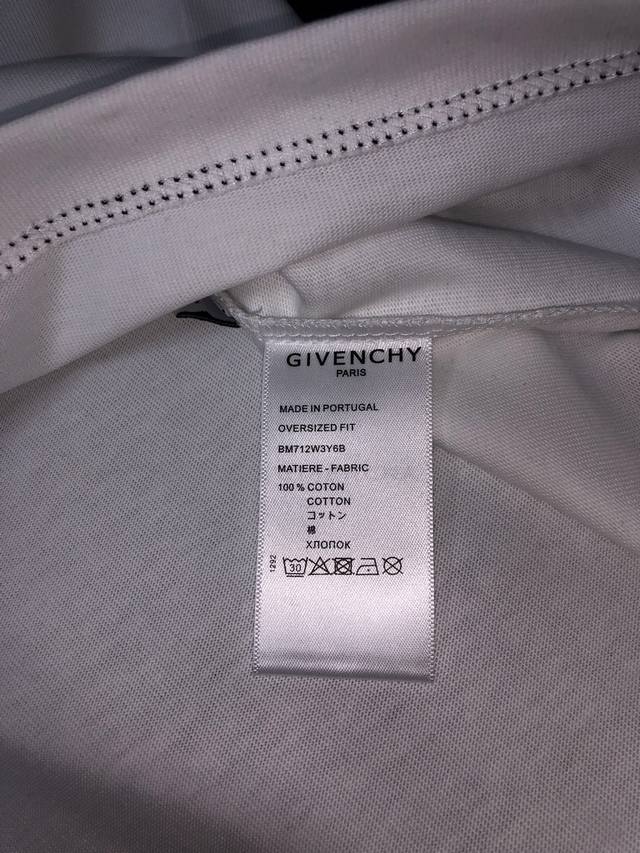 GIVENCHY
PARIS
MADE IN PORTUGAL
OVERSIZED FIT
BM712W3Y6B
MATIERE - FABRIC
100 % COTON
COTTON
コットン
棉
ХЛОПОК
1292
30